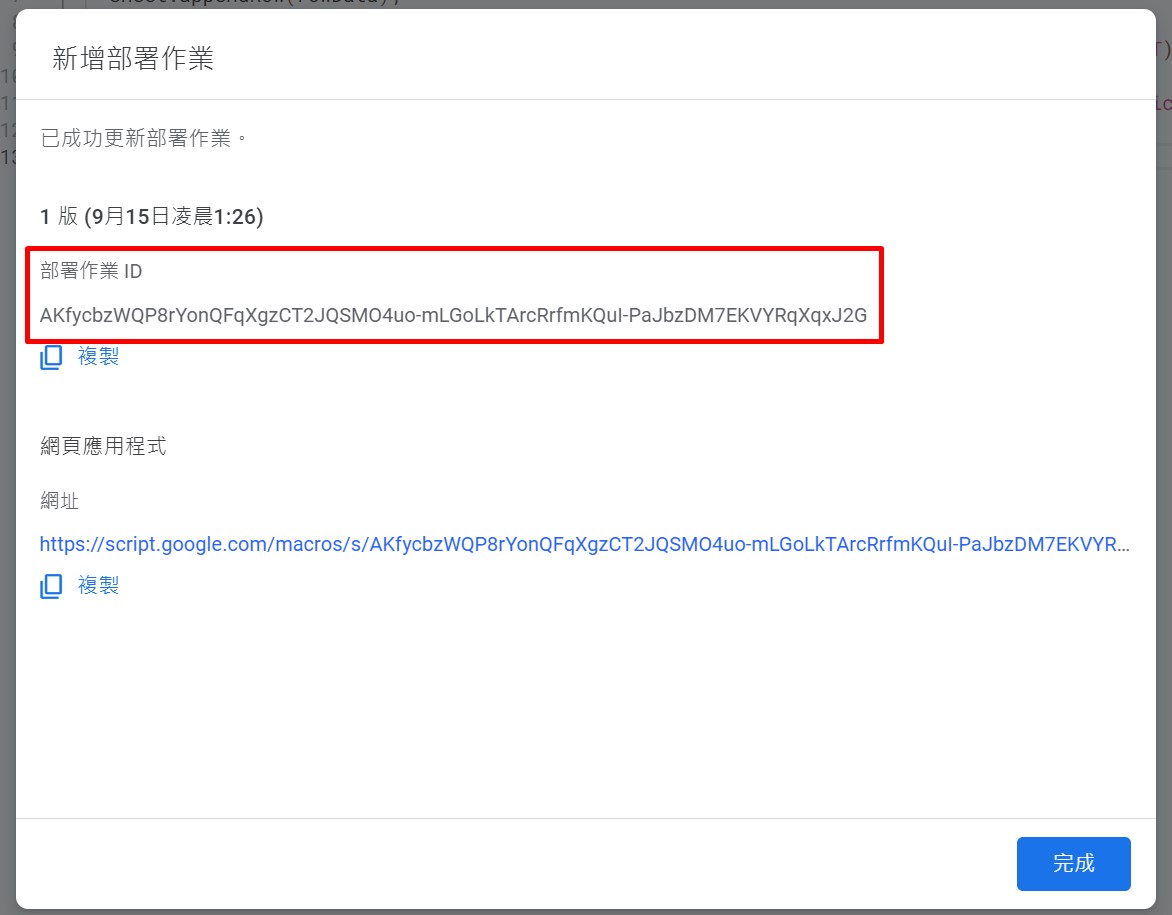 新增部署作業
已成功更新部署作業。
1 版 (9月15日凌晨1:26)
部署作業 ID
AKfycbzWQP8rYonQFqXgzCT2JQSMO4uo-mLGoLkTArcRrfmKQuI-PaJbzDM7EKVYRqXqxJ2G
複製
網頁應用程式
網址
https://script.google.com/macros/s/AKfycbzWQP8rYonQFqXgzCT2JQSMO4uo-mLGoLkTArcRrfmKQuI-PaJbzDM7EKVYR...
複製
完成